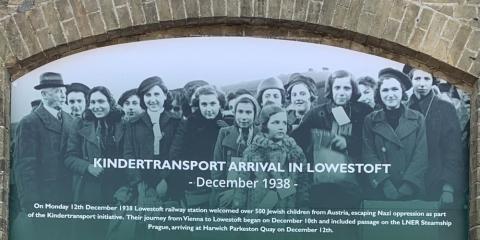 KINDERTRANSPORT ARRIVAL IN LOWESTOFT
- December 1938 -
On Monday 12th December 1938 Lowestoft railway station welcomed over 500 Jewish children from Austria, escaping Nazi oppression as part
of the Kindertransport initiative. Their journey from Vienna to Lowestoft began on December 10th and included passage on the LNER Steamship
Prague, arriving at Harwich Parkeston Quay on December 12th.